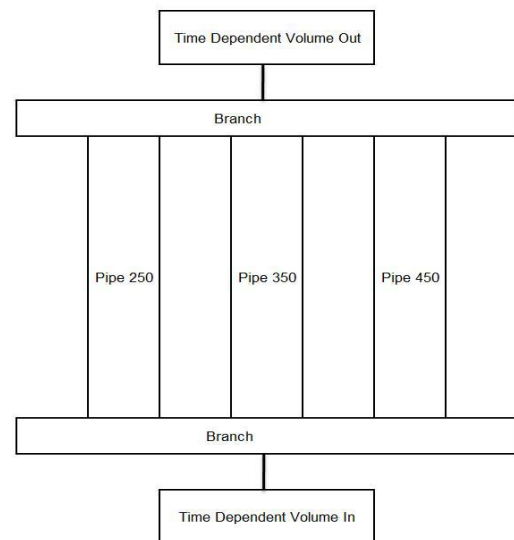 Time Dependent Volume Out
Branch
Pipe 250
Pipe 350
Pipe 450
Branch
Time Dependent Volume In